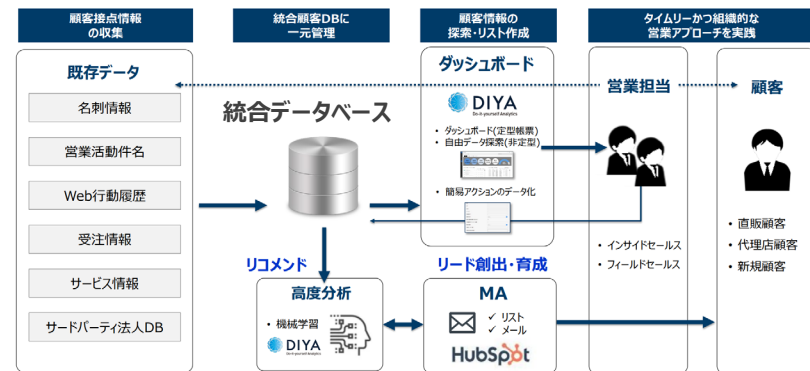 顧客接点情報
の収集
統合顧客DBに
一元管理
顧客情報の
探索・リスト作成
タイムリーかつ組織的な
営業アプローチを実践
既存データ
名刺情報
営業活動件名
Web行動履歴
受注情報
サービス情報
サードパーティ法人DB
統合データベース
ダッシュボード
DIYA
Do-it-yourself Analytics
・ダッシュボード(定型帳票)
・自由データ探索(非定型)
・簡易アクションのデータ化
営業担当
・インサイドセールス
・フィールドセールス
顧客
・直販顧客
・代理店顧客
・新規顧客
リコメンド
高度分析
・機械学習
DIYA
Do-it-yourself Analytics
リード創出・育成
MA
✓ リスト
✓ メール
HubSpot